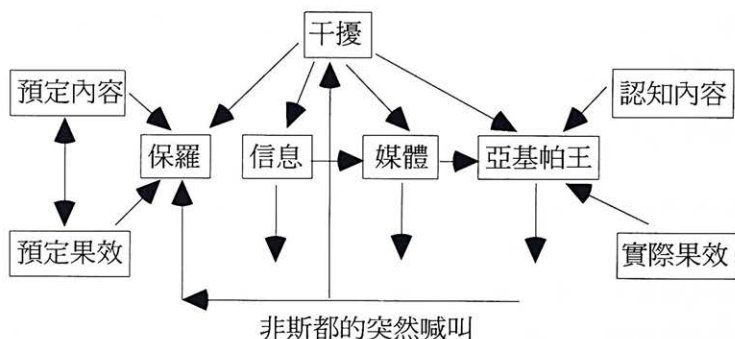 干擾
預定內容
認知內容
保羅
信息
媒體
亞基帕王
預定果效
實際果效
非斯都的突然喊叫